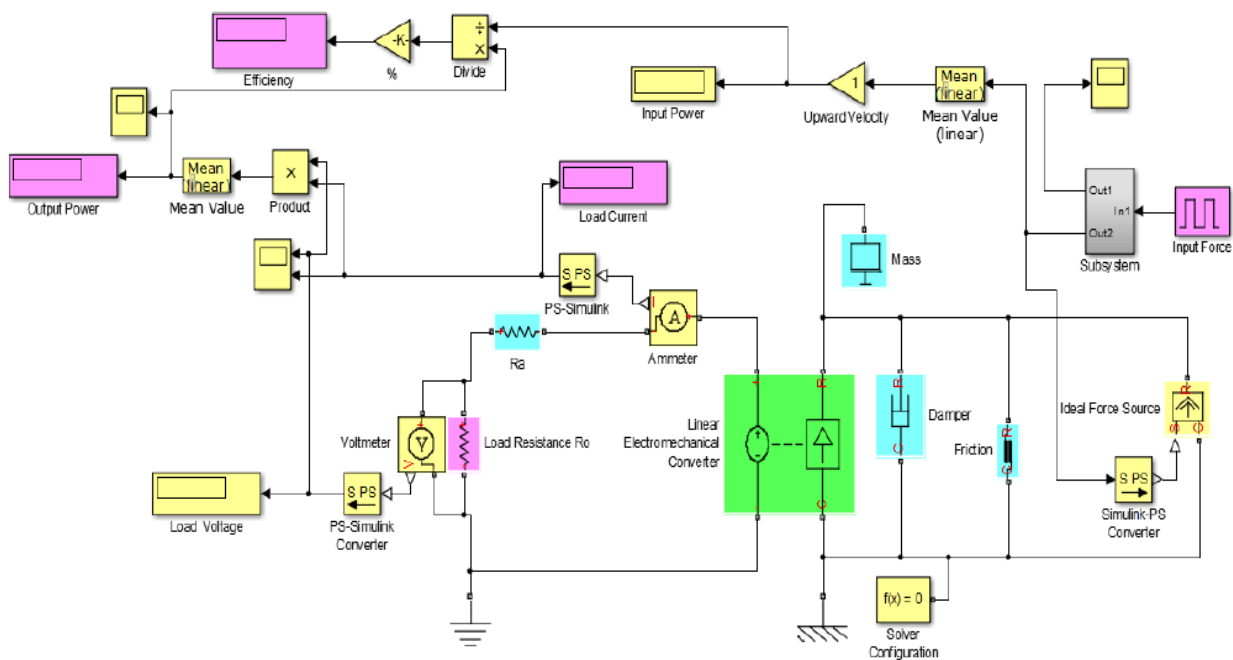 Efficiency
-K-
%
÷
×
Divide
Input Power
1
Upward Velocity
Mean
(linear)
Mean Value
(linear)
Out1
In1
Out2
Subsystem
Input Force
Output Power
Mean
(linear)
Mean Value
×
Product
Load Current
Mass
S PS
PS-Simulink
A
I
+
Ammeter
+
Ra
Voltmeter
+
V
V
+
Load Resistance Ro
Load Voltage
S PS
PS-Simulink
Converter
Linear
Electromechanical
Converter
+
-
R
C
R
C
Damper
Friction
R
C
Ideal Force Source
R
S
C
S PS
Simulink-PS
Converter
f(x) = 0
Solver
Configuration